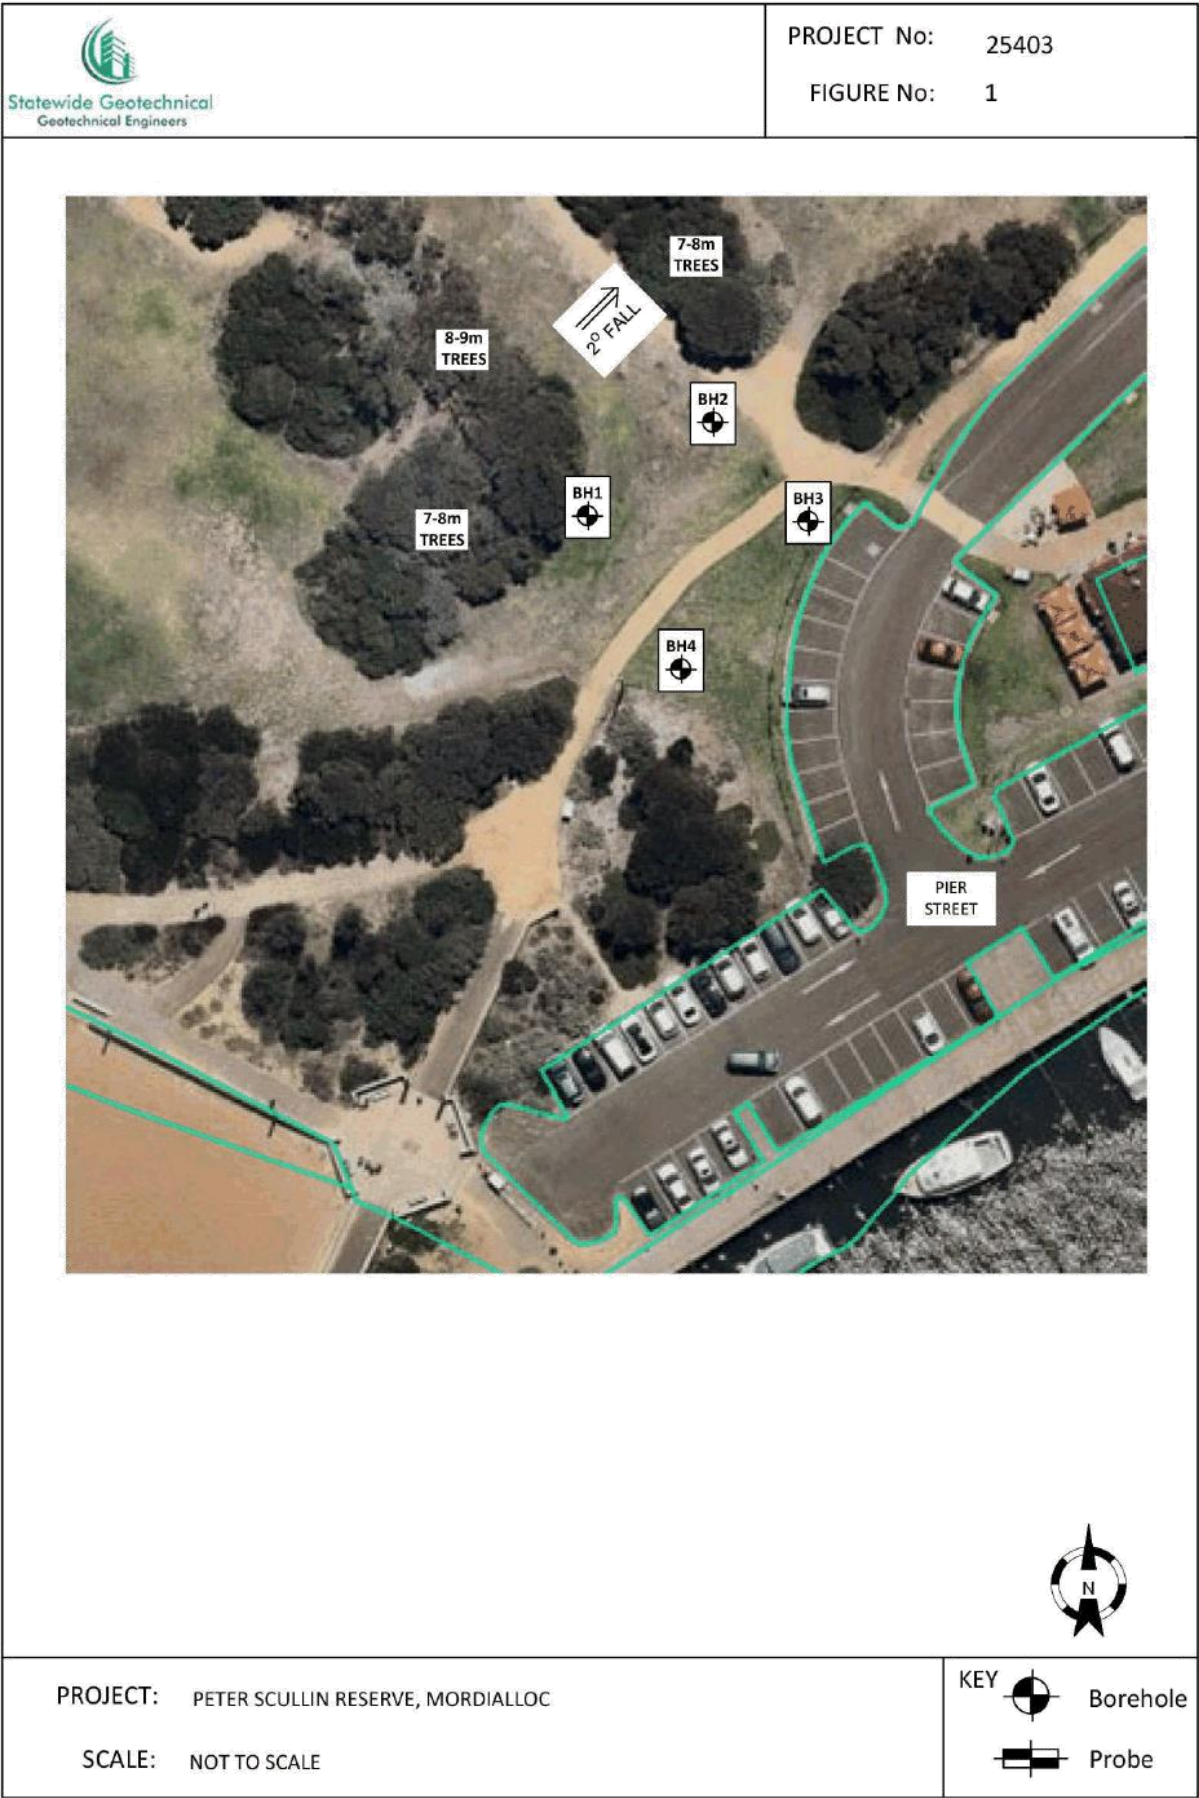 Statewide Geotechnical
Geotechnical Engineers
PROJECT No: 25403
FIGURE No: 1
7-8m
TREES
2° FALL
8-9m
TREES
BH2
BH1
BH3
7-8m
TREES
BH4
PIER
STREET
N
PROJECT: PETER SCULLIN RESERVE, MORDIALLOC
SCALE: NOT TO SCALE
KEY
Borehole
Probe